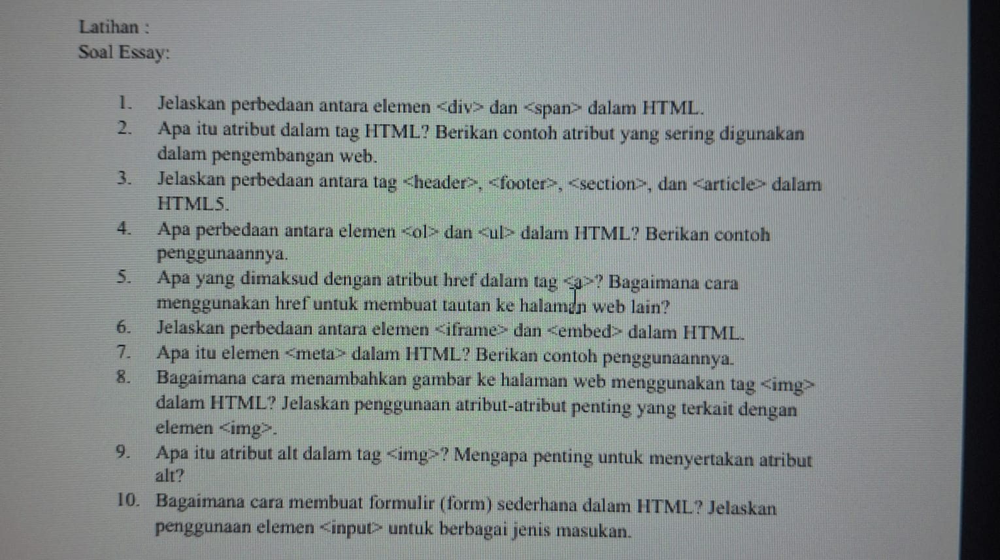 Latihan :
Soal Essay:
1. Jelaskan perbedaan antara elemen <div> dan <span> dalam HTML.
2. Apa itu atribut dalam tag HTML? Berikan contoh atribut yang sering digunakan
dalam pengembangan web.
3. Jelaskan perbedaan antara tag <header>, <footer>, <section>, dan <article> dalam
HTML5.
4. Apa perbedaan antara elemen <ol> dan <ul> dalam HTML? Berikan contoh
penggunaannya.
5. Apa yang dimaksud dengan atribut href dalam tag <a>? Bagaimana cara
menggunakan href untuk membuat tautan ke halaman web lain?
6. Jelaskan perbedaan antara elemen <iframe> dan <embed> dalam HTML.
7. Apa itu elemen <meta> dalam HTML? Berikan contoh penggunaannya.
8. Bagaimana cara menambahkan gambar ke halaman web menggunakan tag <img>
dalam HTML? Jelaskan penggunaan atribut-atribut penting yang terkait dengan
elemen <img>.
9. Apa itu atribut alt dalam tag <img>? Mengapa penting untuk menyertakan atribut
alt?
10. Bagaimana cara membuat formulir (form) sederhana dalam HTML? Jelaskan
penggunaan elemen <input> untuk berbagai jenis masukan.